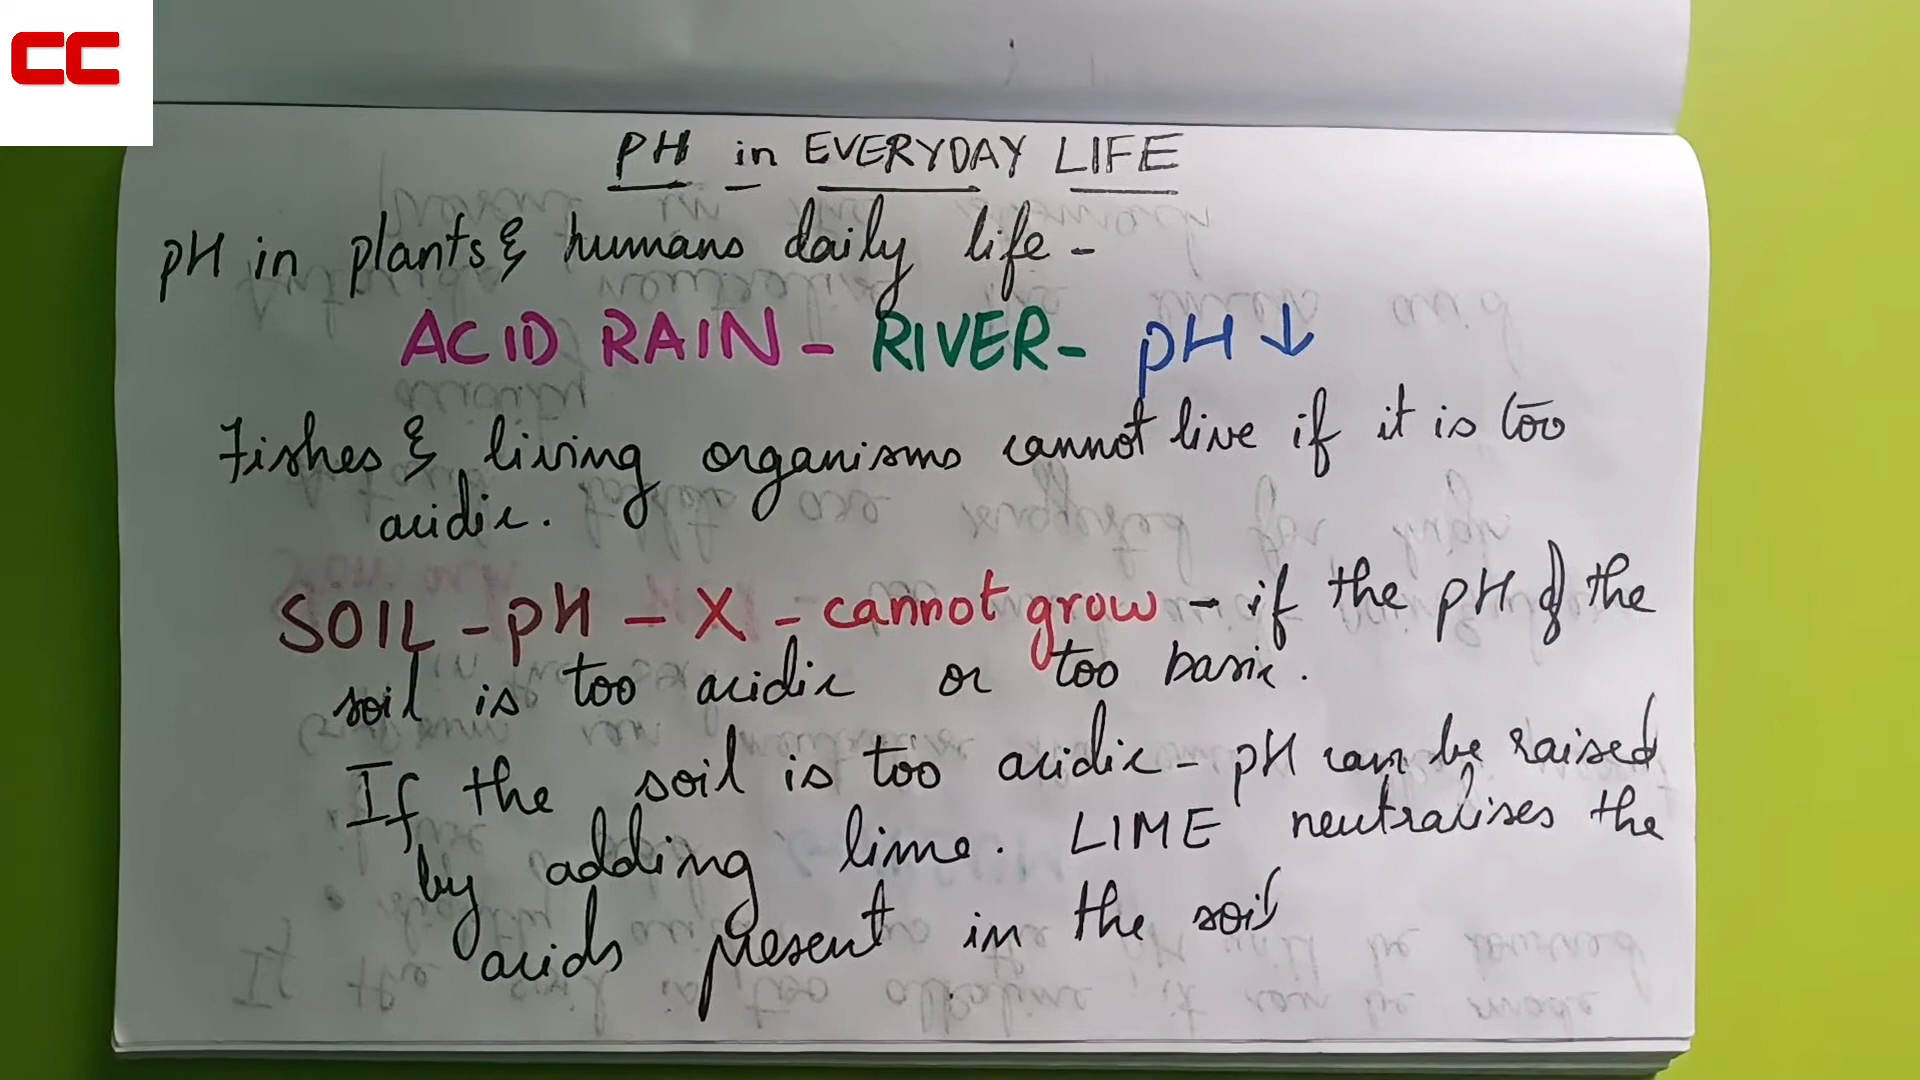 CC
PH in EVERYDAY LIFE
pH in plants & humans daily life -
ACID RAIN - RIVER - pH ↓
Fishes & living organisms cannot live if it is too
acidic.
SOIL - pH - X - cannot grow - if the pH of the
soil is too acidic or too basic.
If the soil is too acidic - pH can be raised
by adding lime. LIME neutralises the
acids present in the soil